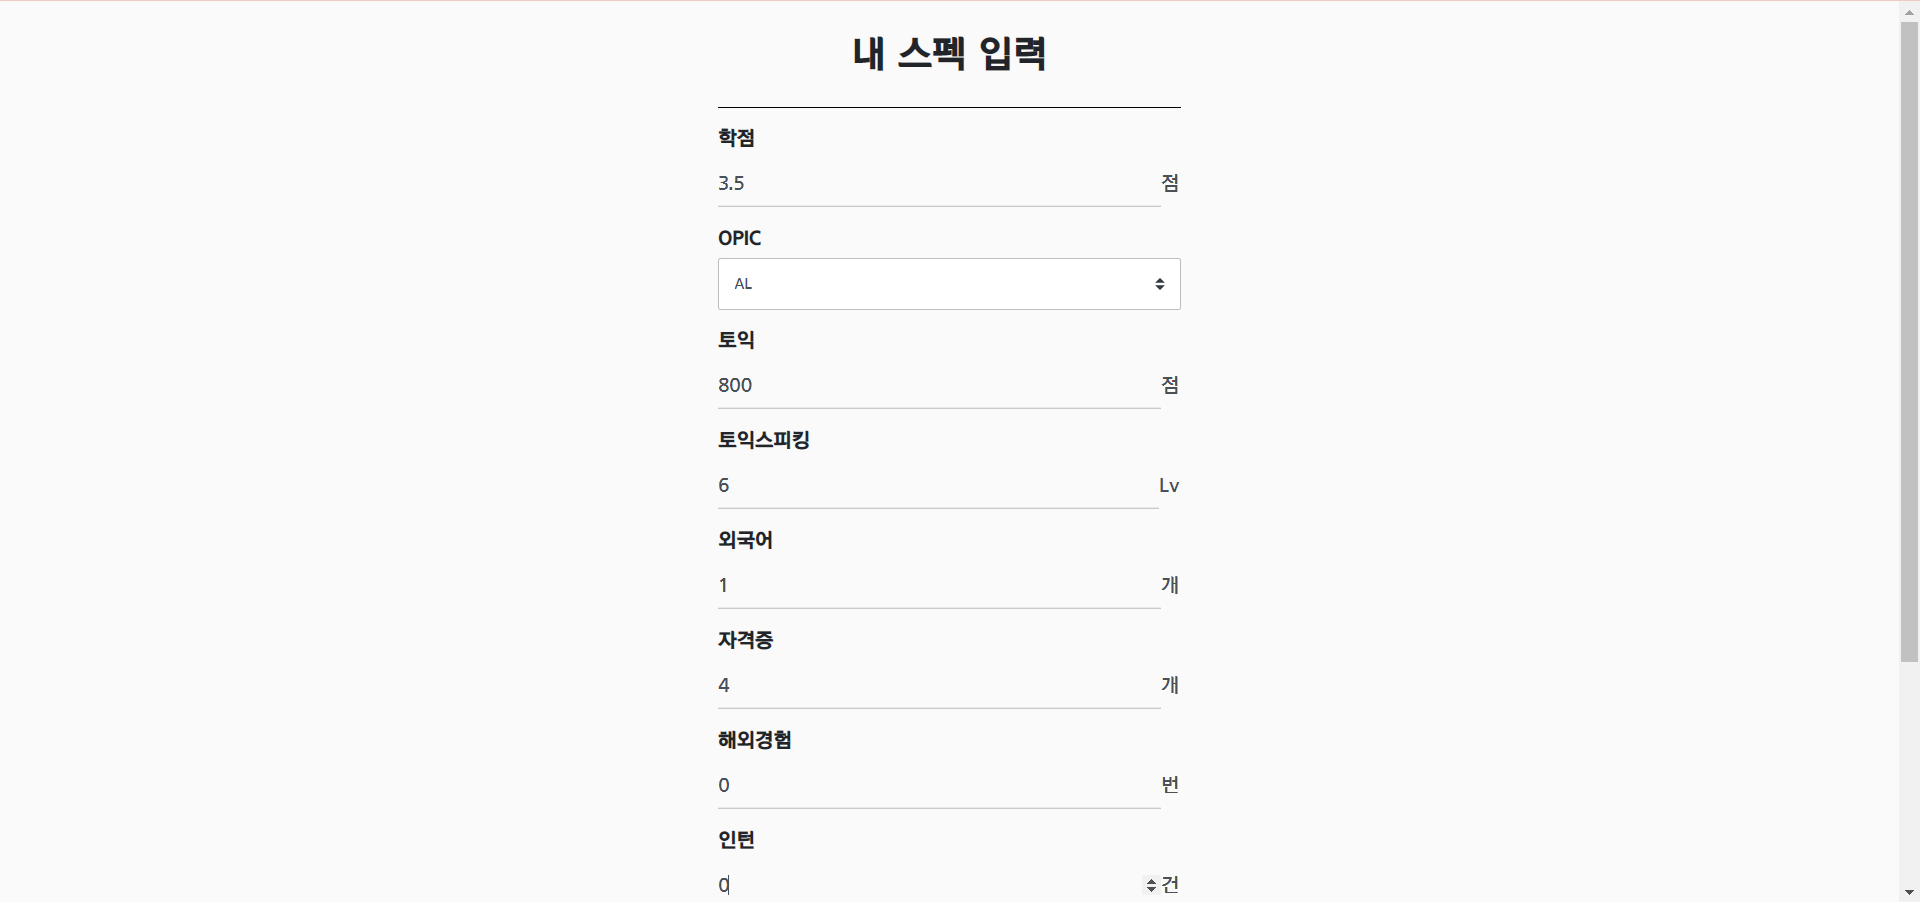 내 스펙 입력
학점
3.5 점
OPIC
AL
토익
800 점
토익스피킹
6 Lv
외국어
1 개
자격증
4 개
해외경험
0 번
인턴
0 건